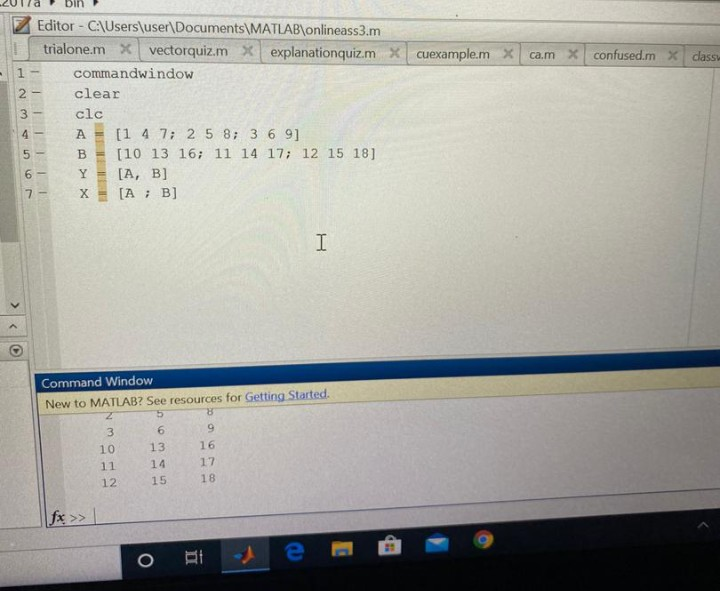 bin
Editor - C:\Users\user\Documents\MATLAB\onlineass3.m
trialone.m vectorquiz.m explanationquiz.m cuexample.m ca.m confused.m
1 commandwindow
2 clear
3 clc
4 A = [1 4 7; 2 5 8; 3 6 9]
5 B = [10 13 16; 11 14 17; 12 15 18]
6 Y = [A, B]
7 X = [A ; B]
Command Window
New to MATLAB? See resources for Getting Started.
2 5 8
3 6 9
10 13 16
11 14 17
12 15 18
fx >>